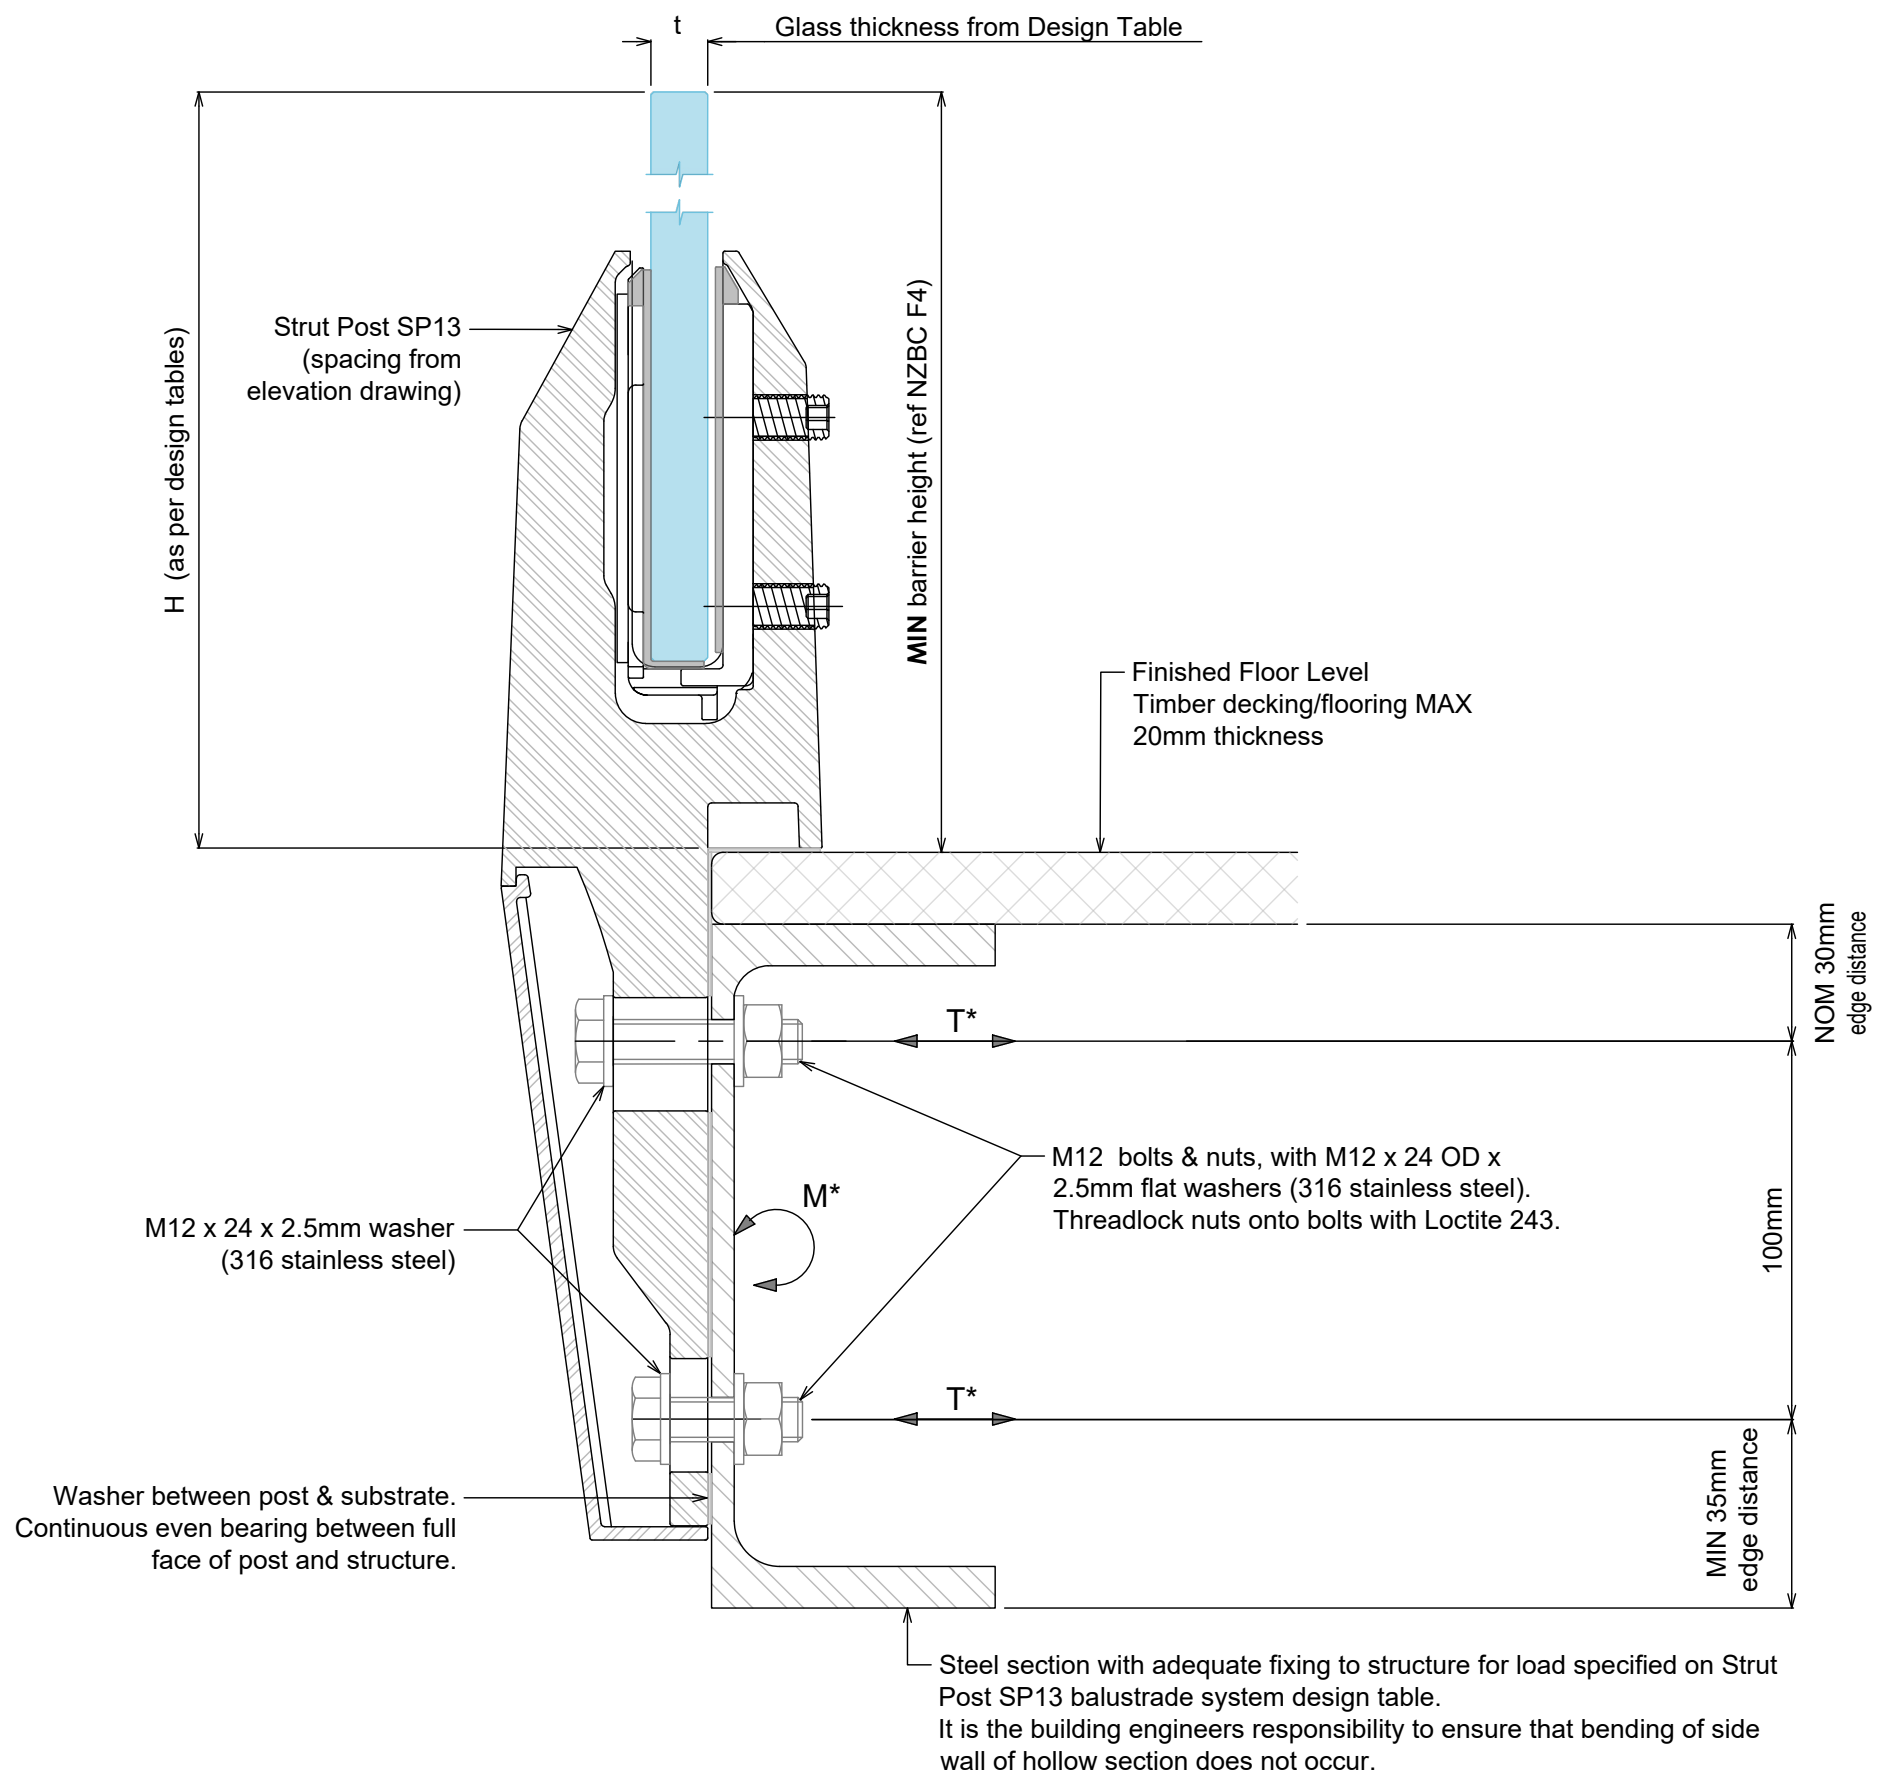 t
Glass thickness from Design Table
H (as per design tables)
Strut Post SP13
(spacing from
elevation drawing)
MIN barrier height (ref NZBC F4)
Finished Floor Level
Timber decking/flooring MAX
20mm thickness
NOM 30mm
edge distance
T*
M12 bolts & nuts, with M12 x 24 OD x
2.5mm flat washers (316 stainless steel).
Threadlock nuts onto bolts with Loctite 243.
M*
M12 x 24 x 2.5mm washer
(316 stainless steel)
100mm
T*
MIN 35mm
edge distance
Washer between post & substrate.
Continuous even bearing between full
face of post and structure.
Steel section with adequate fixing to structure for load specified on Strut
Post SP13 balustrade system design table.
It is the building engineers responsibility to ensure that bending of side
wall of hollow section does not occur.